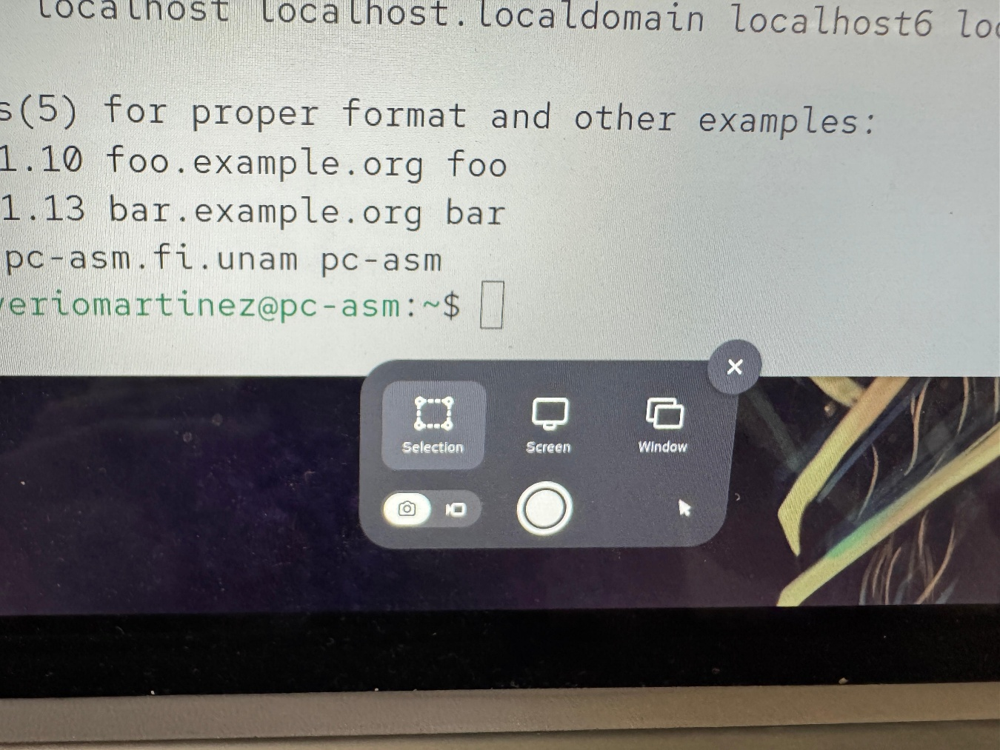 localhost localhost.localdomain localhost6
s(5) for proper format and other examples:
1.10 foo.example.org foo
1.13 bar.example.org bar
pc-asm.fi.unam pc-asm
eriomartinez@pc-asm:~$
Selection Screen Window